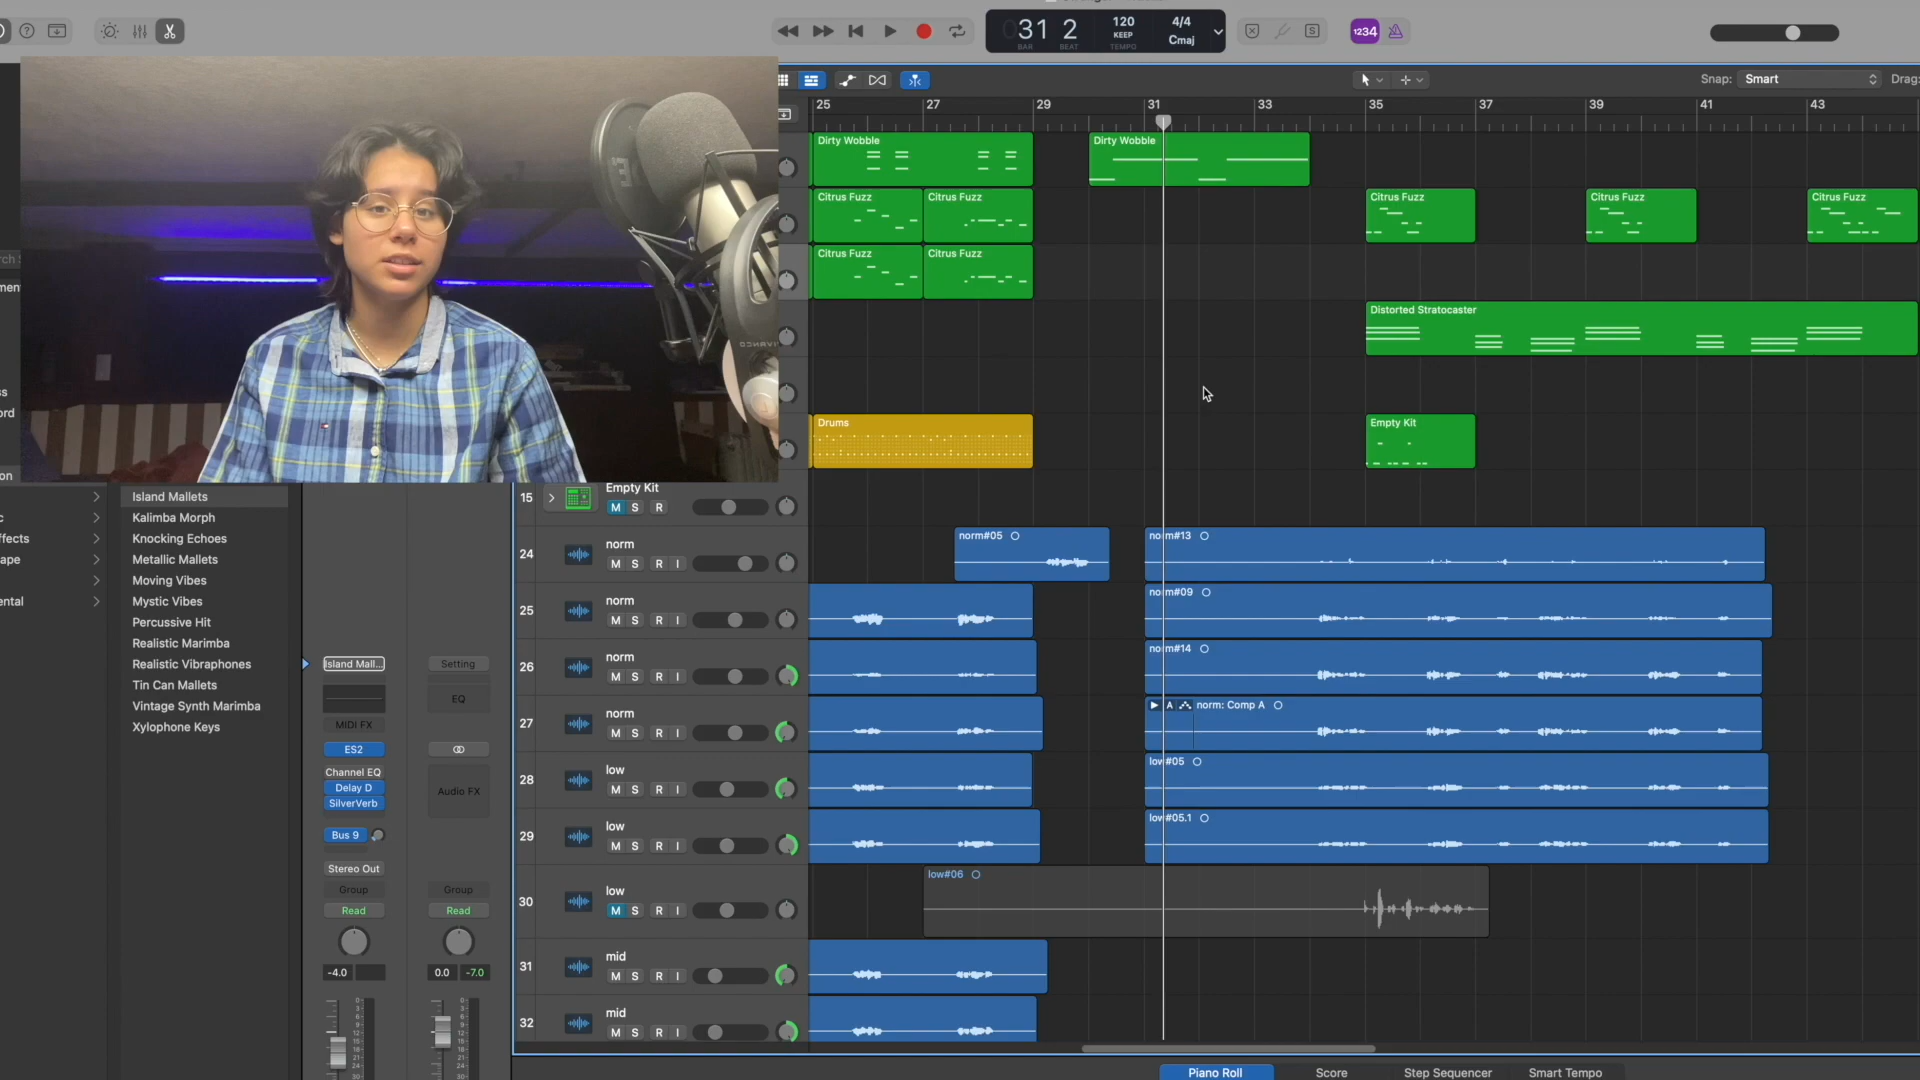 31 2
BAR BEAT
120
KEEP
TEMPO
4/4
Cmaj
S
1234
Snap: Smart Drag:
25 27 29 31 33 35 37 39 41 43
Dirty Wobble Dirty Wobble
Citrus Fuzz Citrus Fuzz Citrus Fuzz Citrus Fuzz Citrus Fuzz
Citrus Fuzz Citrus Fuzz
Distorted Stratocaster
Drums Empty Kit
15 Empty Kit
M S R
24 norm
M S R I
norm#05 norm#13
25 norm
M S R I
norm#09
26 norm
M S R I
norm#14
27 norm
M S R I
A norm: Comp A
28 low
M S R I
low#05
29 low
M S R I
low#05.1
30 low
M S R I
low#06
31 mid
M S R I
32 mid
M S R I
Island Mallets
Kalimba Morph
Knocking Echoes
Metallic Mallets
Moving Vibes
Mystic Vibes
Percussive Hit
Realistic Marimba
Realistic Vibraphones
Tin Can Mallets
Vintage Synth Marimba
Xylophone Keys
Island Mall... Setting
EQ
MIDI FX
ES2
Channel EQ
Delay D
SilverVerb
Audio FX
Bus 9
Stereo Out
Group Group
Read Read
-4.0 0.0 -7.0
Piano Roll Score Step Sequencer Smart Tempo